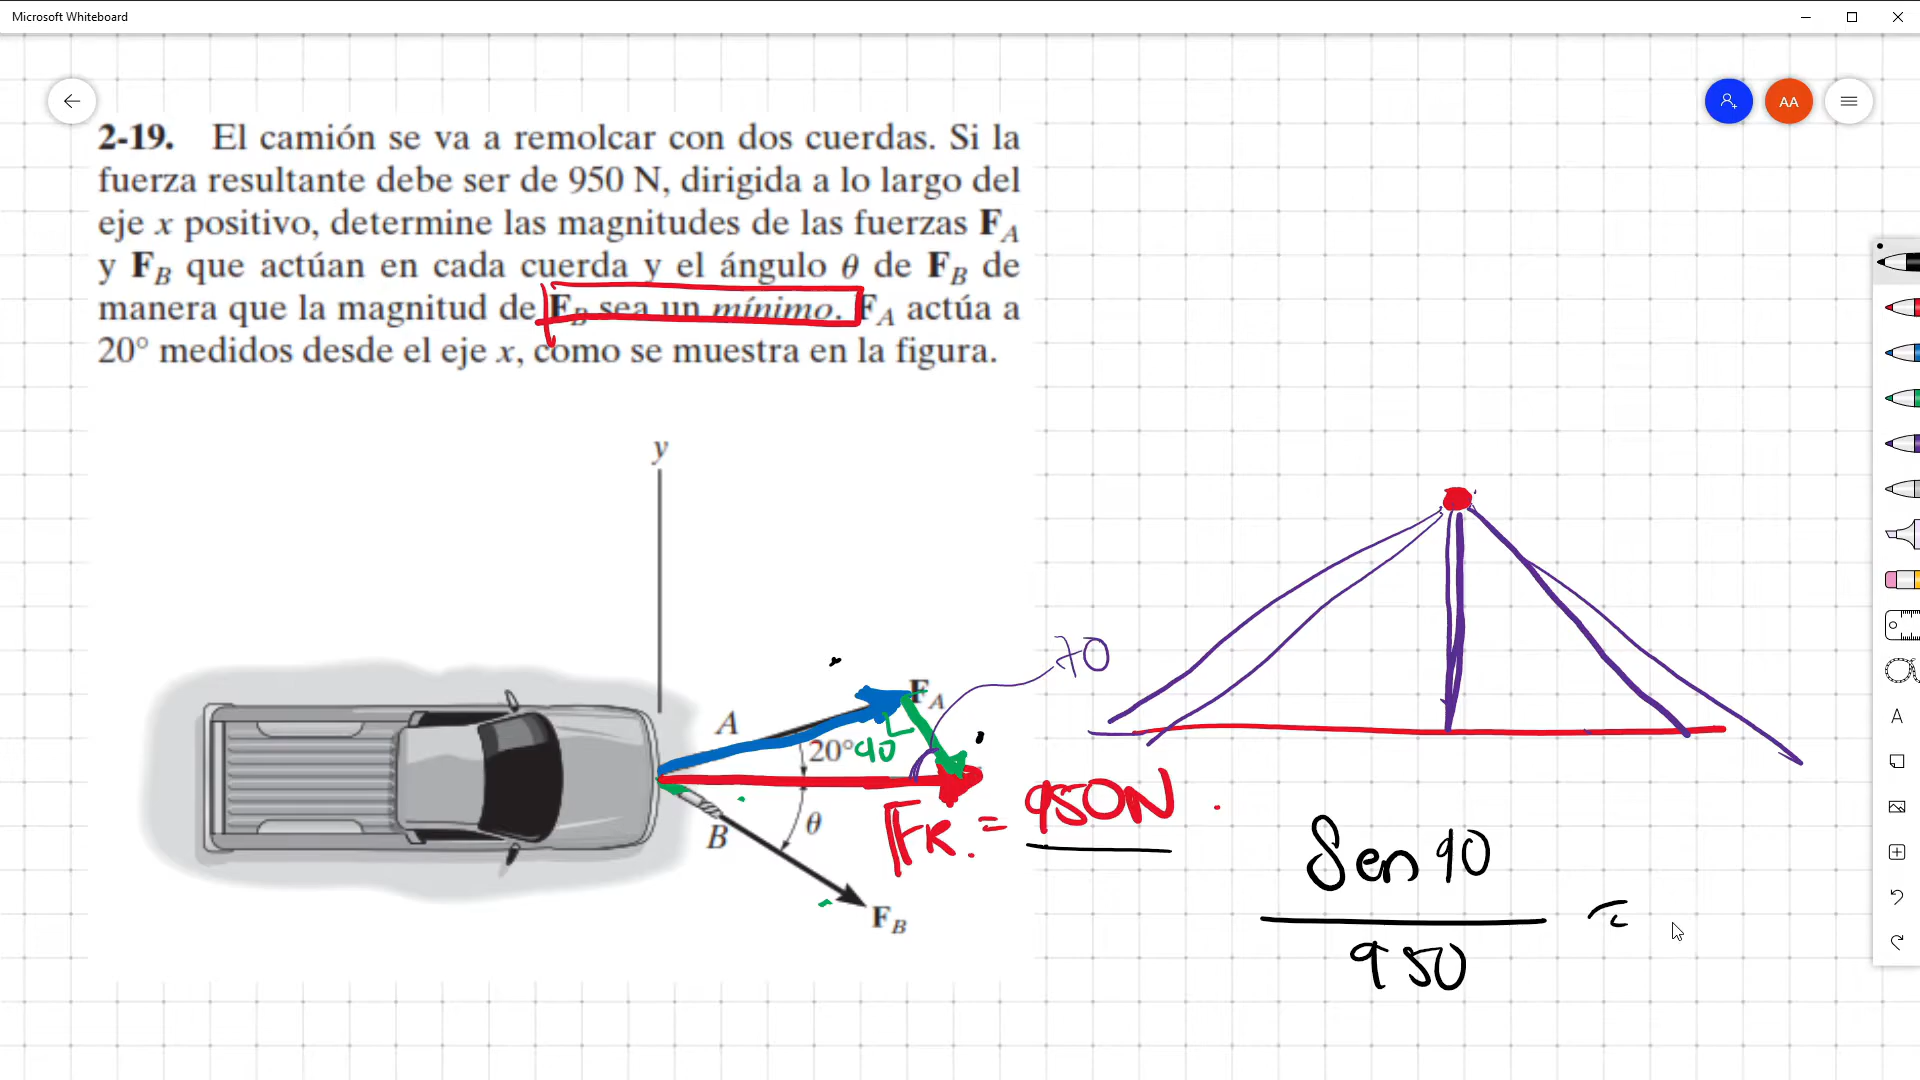 Microsoft Whiteboard
AA
2-19. El camión se va a remolcar con dos cuerdas. Si la
fuerza resultante debe ser de 950 N, dirigida a lo largo del
eje x positivo, determine las magnitudes de las fuerzas F_A
y F_B que actúan en cada cuerda y el ángulo θ de F_B de
manera que la magnitud de F_B sea un mínimo. F_A actúa a
20° medidos desde el eje x, como se muestra en la figura.
y
70
F_A
A
20° 90
FR. = 950N
θ
B
F_B
Sen 90
950
A